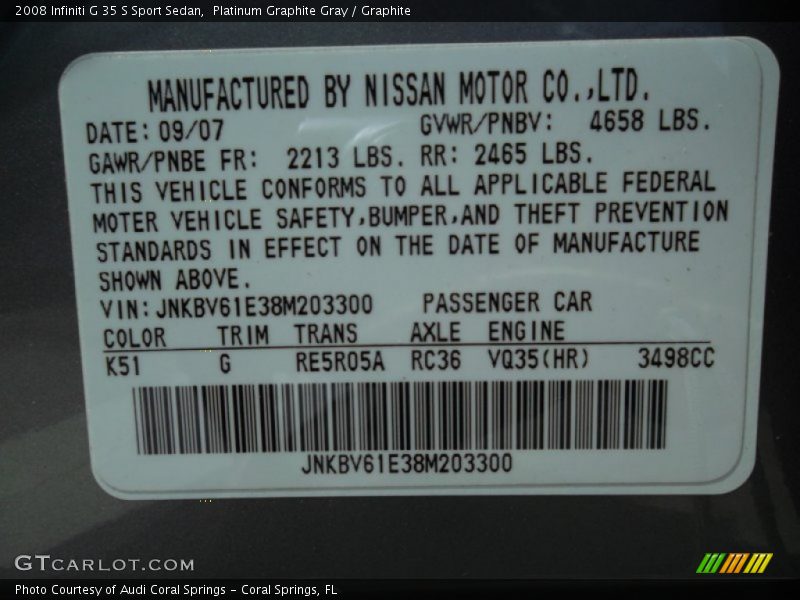 2008 Infiniti G 35 S Sport Sedan,  Platinum Graphite Gray / Graphite
MANUFACTURED BY NISSAN MOTOR CO.,LTD.
DATE: 09/07 GVWR/PNBV: 4658 LBS.
GAWR/PNBE FR: 2213 LBS. RR: 2465 LBS.
THIS VEHICLE CONFORMS TO ALL APPLICABLE FEDERAL
MOTER VEHICLE SAFETY,BUMPER,AND THEFT PREVENTION
STANDARDS IN EFFECT ON THE DATE OF MANUFACTURE
SHOWN ABOVE.
VIN: JNKBV61E38M203300 PASSENGER CAR
COLOR TRIM TRANS AXLE ENGINE
K51 G RE5R05A RC36 VQ35(HR) 3498CC
JNKBV61E38M203300
GTCARLOT.COM
Photo Courtesy of Audi Coral Springs – Coral Springs, FL